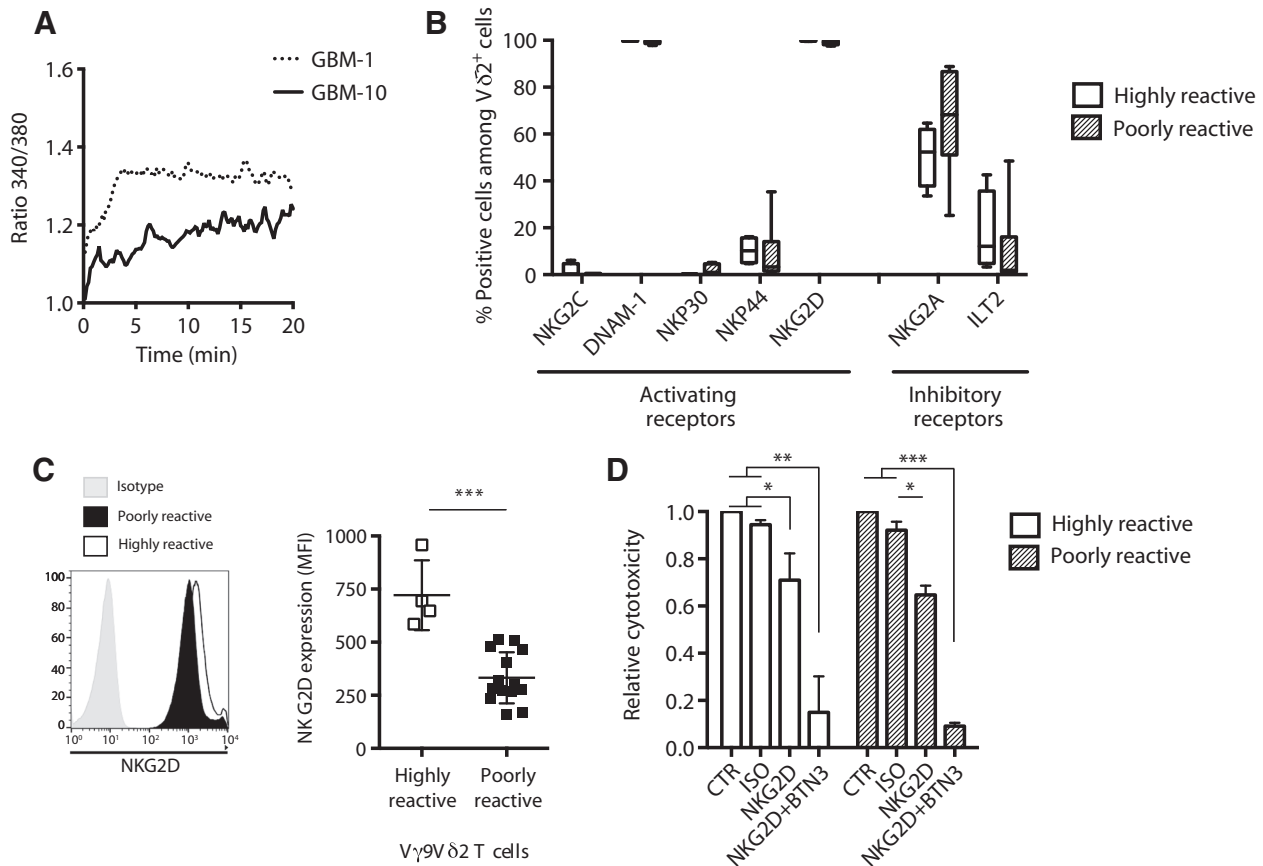 A
GBM-1
GBM-10
Ratio 340/380
1.6
1.4
1.2
1.0
0 5 10 15 20
Time (min)
B
% Positive cells among Vδ2+ cells
100
80
60
40
20
0
NKG2C
DNAM-1
NKP30
NKP44
NKG2D
NKG2A
ILT2
Activating
receptors
Inhibitory
receptors
Highly reactive
Poorly reactive
C
Isotype
Poorly reactive
Highly reactive
100
80
60
40
20
0
10⁰ 10¹ 10² 10³ 10⁴
NKG2D
NK G2D expression (MFI)
1000
750
500
250
0
***
Highly
reactive
Poorly
reactive
Vγ9Vδ2 T cells
D
Relative cytotoxicity
1.0
0.8
0.6
0.4
0.2
0.0
**
*
***
*
CTR
ISO
NKG2D
NKG2D+BTN3
CTR
ISO
NKG2D
NKG2D+BTN3
Highly reactive
Poorly reactive